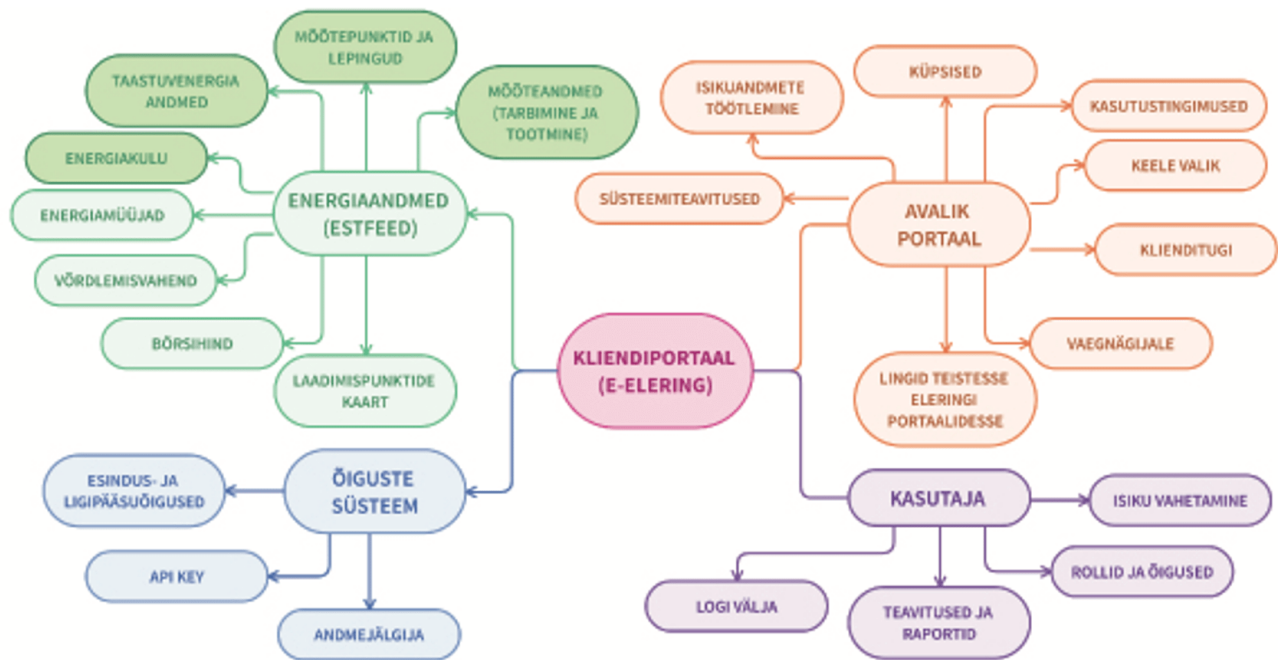 MÕÕTEPUNKTID JA
LEPINGUD
TAASTUVENERGIA
ANDMED
MÕÕTEANDMED
(TARBIMINE JA
TOOTMINE)
ENERGIAKULU
ENERGIAMÜÜJAD
ENERGIAANDMED
(ESTFEED)
VÕRDLEMISVAHEND
BÕRSIHIND
LAADIMISPUNKTIDE
KAART
ISIKUANDMETE
TÖÖTLEMINE
KÜPSISED
KASUTUSTINGIMUSED
KEELE VALIK
SÜSTEEMITEAVITUSED
AVALIK
PORTAAL
KLIENDITUGI
VAEGNÄGIJALE
LINGID TEISTESSE
ELERINGI
PORTAALIDESSE
KLIENDIPORTAAL
(E-ELERING)
ESINDUS- JA
LIGIPÄÄSUÕIGUSED
ÕIGUSTE
SÜSTEEM
API KEY
ANDMEJÄLGIJA
KASUTAJA
ISIKU VAHETAMINE
ROLLID JA ÕIGUSED
LOGI VÄLJA
TEAVITUSED JA
RAPORTID